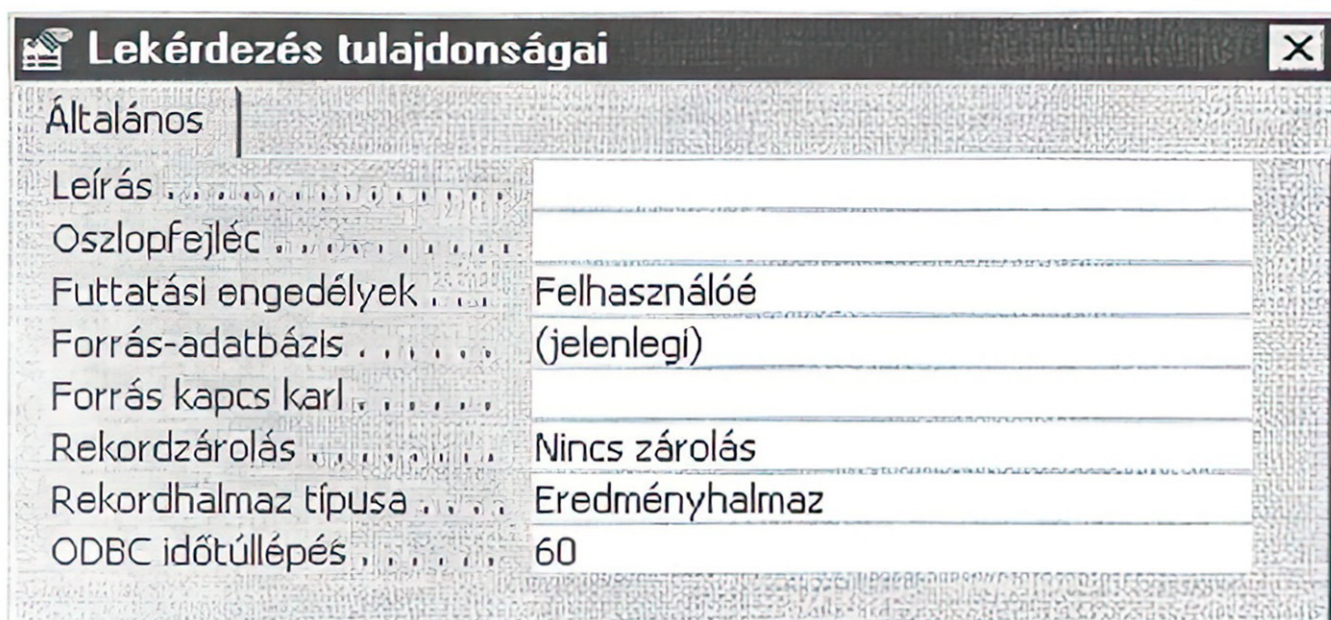 Lekérdezés tulajdonságai
Általános
Leírás
Oszlopfejléc
Futtatási engedélyek Felhasználóé
Forrás-adatbázis (jelenlegi)
Forrás kapcs karl
Rekordzárolás Nincs zárolás
Rekordhalmaz típusa Eredményhalmaz
ODBC időtúllépés 60